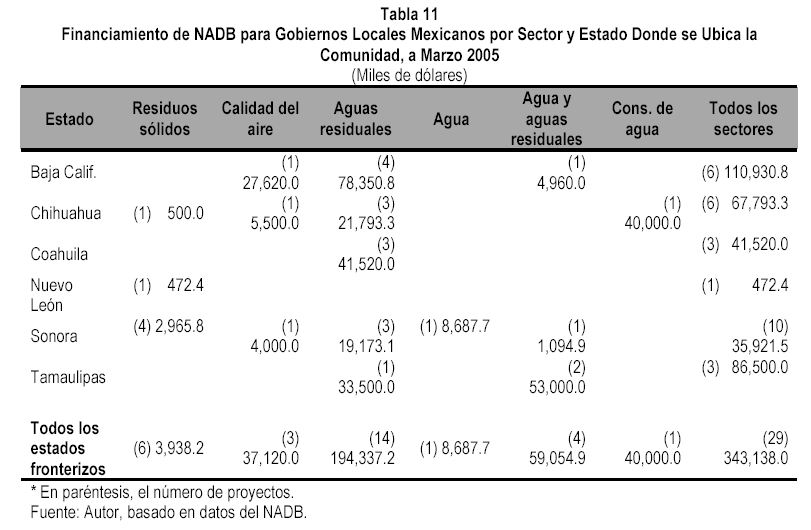 Tabla 11
Financiamiento de NADB para Gobiernos Locales Mexicanos por Sector y Estado Donde se Ubica la
Comunidad, a Marzo 2005
(Miles de dólares)
Estado Residuos sólidos Calidad del aire Aguas residuales Agua Agua y aguas residuales Cons. de agua Todos los sectores
Baja Calif. (1) 27,620.0 (4) 78,350.8 (1) 4,960.0 (6) 110,930.8
Chihuahua (1) 500.0 (1) 5,500.0 (3) 21,793.3 (1) 40,000.0 (6) 67,793.3
Coahuila (3) 41,520.0 (3) 41,520.0
Nuevo León (1) 472.4 (1) 472.4
Sonora (4) 2,965.8 (1) 4,000.0 (3) 19,173.1 (1) 8,687.7 (1) 1,094.9 (10) 35,921.5
Tamaulipas (1) 33,500.0 (2) 53,000.0 (3) 86,500.0
Todos los estados fronterizos (6) 3,938.2 (3) 37,120.0 (14) 194,337.2 (1) 8,687.7 (4) 59,054.9 (1) 40,000.0 (29) 343,138.0
* En paréntesis, el número de proyectos.
Fuente: Autor, basado en datos del NADB.